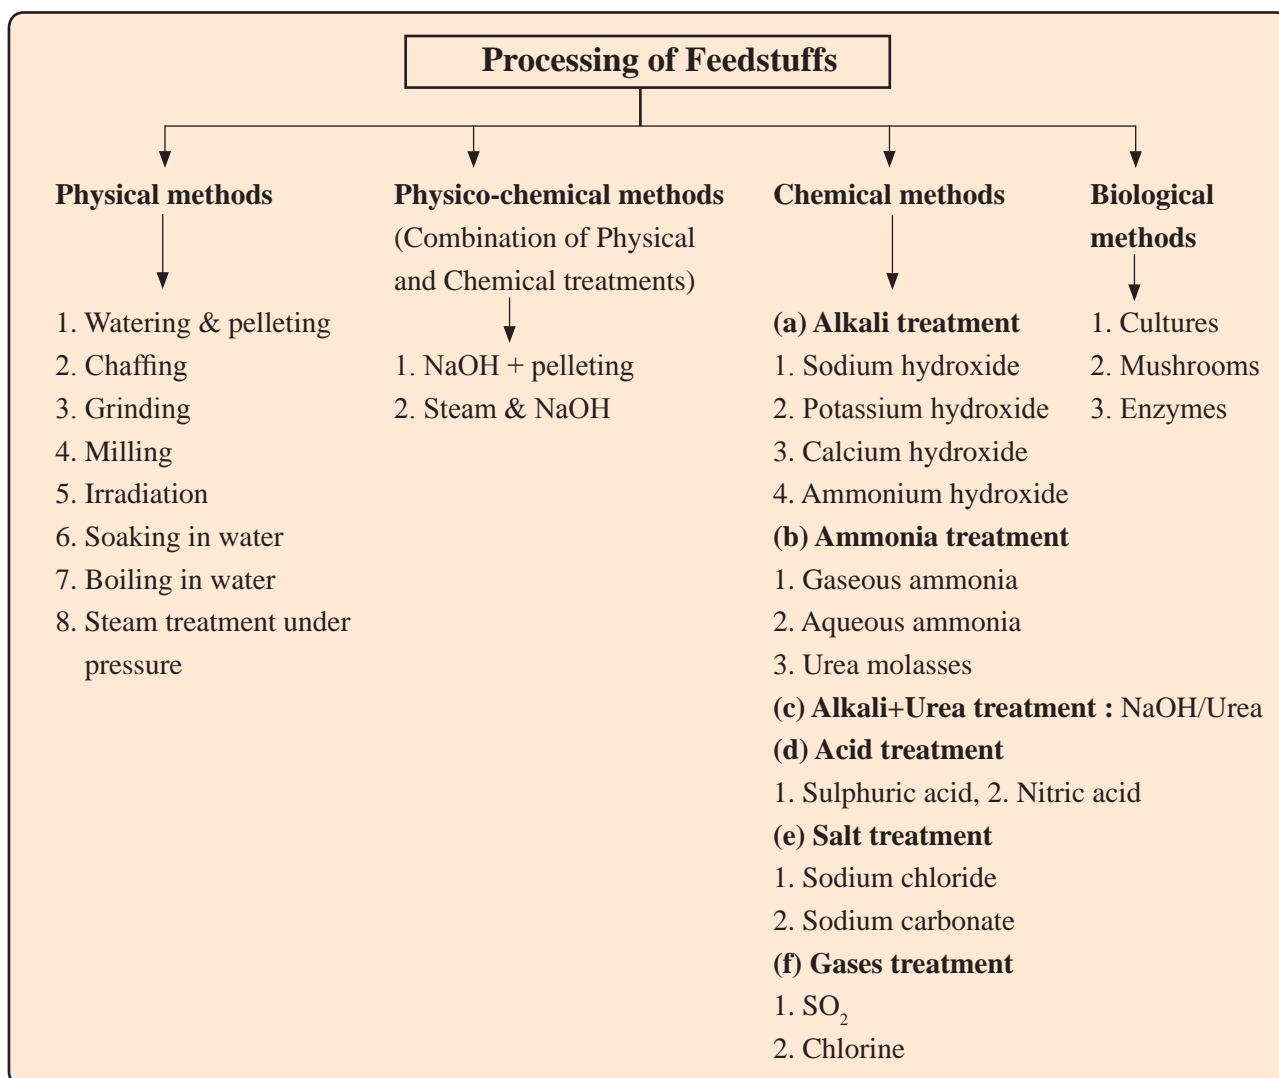 Processing of Feedstuffs
Physical methods
1. Watering & pelleting
2. Chaffing
3. Grinding
4. Milling
5. Irradiation
6. Soaking in water
7. Boiling in water
8. Steam treatment under
pressure
Physico-chemical methods
(Combination of Physical
and Chemical treatments)
1. NaOH + pelleting
2. Steam & NaOH
Chemical methods
(a) Alkali treatment
1. Sodium hydroxide
2. Potassium hydroxide
3. Calcium hydroxide
4. Ammonium hydroxide
(b) Ammonia treatment
1. Gaseous ammonia
2. Aqueous ammonia
3. Urea molasses
(c) Alkali+Urea treatment : NaOH/Urea
(d) Acid treatment
1. Sulphuric acid, 2. Nitric acid
(e) Salt treatment
1. Sodium chloride
2. Sodium carbonate
(f) Gases treatment
1. SO₂
2. Chlorine
Biological
methods
1. Cultures
2. Mushrooms
3. Enzymes